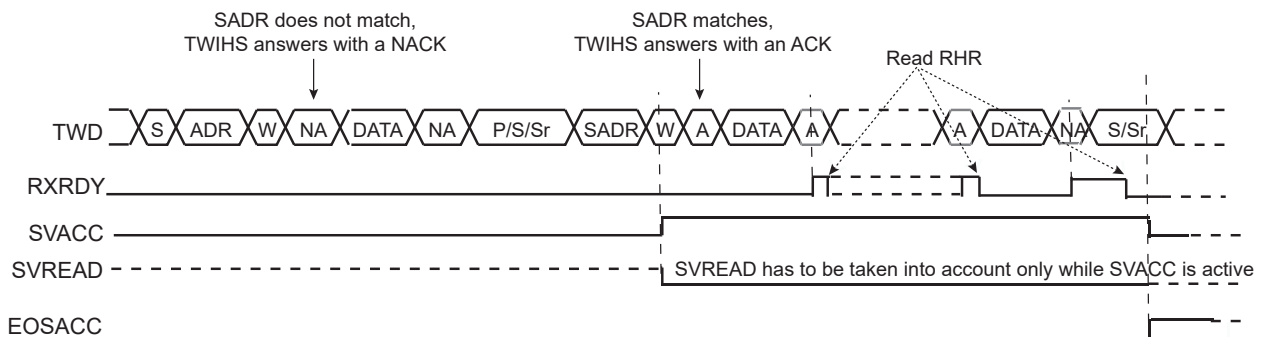 SADR does not match,
TWIHS answers with a NACK
SADR matches,
TWIHS answers with an ACK
Read RHR
TWD S ADR W NA DATA NA P/S/Sr SADR W A DATA A A DATA NA S/Sr
RXRDY
SVACC
SVREAD SVREAD has to be taken into account only while SVACC is active
EOSACC